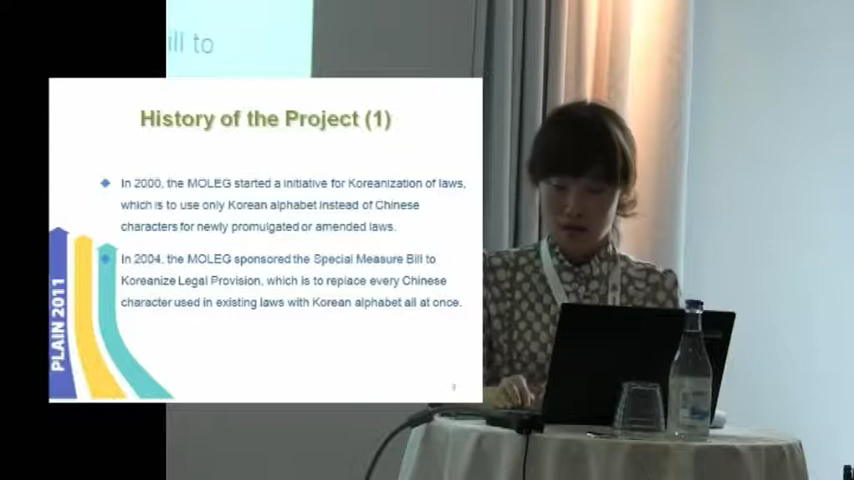 ill to
History of the Project (1)
In 2000, the MOLEG started a initiative for Koreanization of laws,
which is to use only Korean alphabet instead of Chinese
characters for newly promulgated or amended laws.
In 2004, the MOLEG sponsored the Special Measure Bill to
Koreanize Legal Provision, which is to replace every Chinese
character used in existing laws with Korean alphabet all at once.
PLAIN 2011